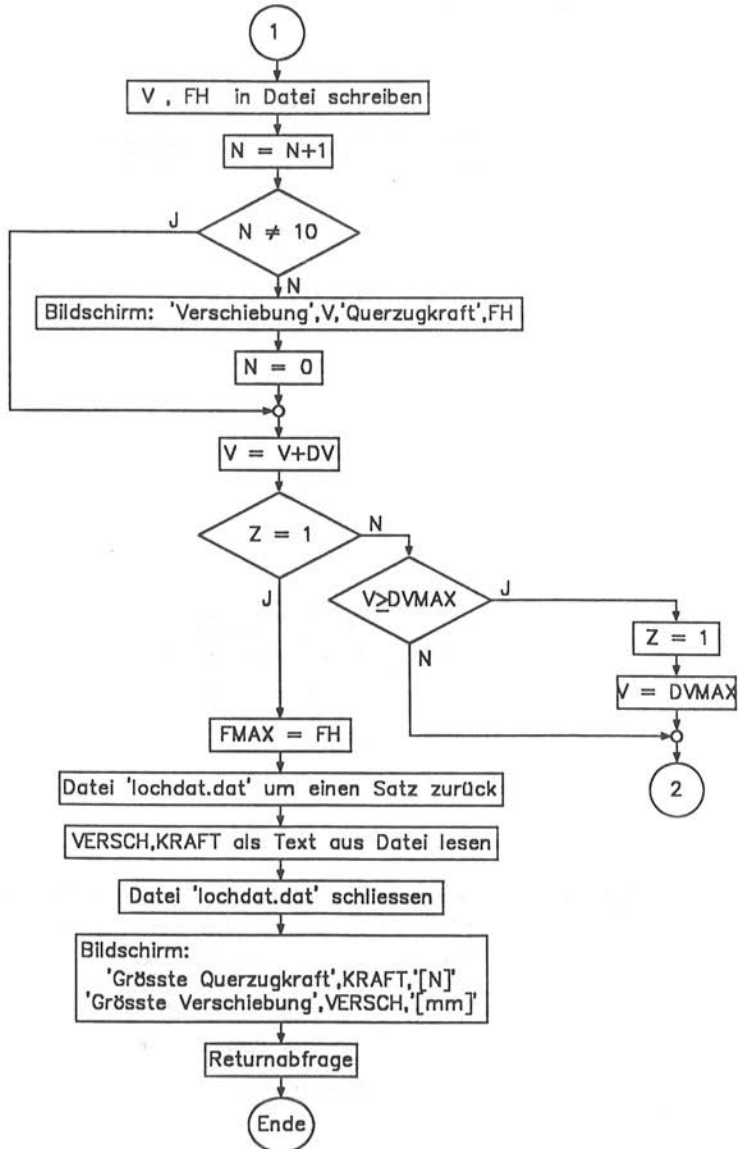 1
V , FH in Datei schreiben
N = N+1
J
N ≠ 10
N
Bildschirm: 'Verschiebung',V,'Querzugkraft',FH
N = 0
V = V+DV
Z = 1
N
J
V≥DVMAX
J
N
Z = 1
V = DVMAX
2
FMAX = FH
Datei 'lochdat.dat' um einen Satz zurück
VERSCH,KRAFT als Text aus Datei lesen
Datei 'lochdat.dat' schliessen
Bildschirm:
'Grösste Querzugkraft',KRAFT,'[N]'
'Grösste Verschiebung',VERSCH,'[mm]'
Returnabfrage
Ende